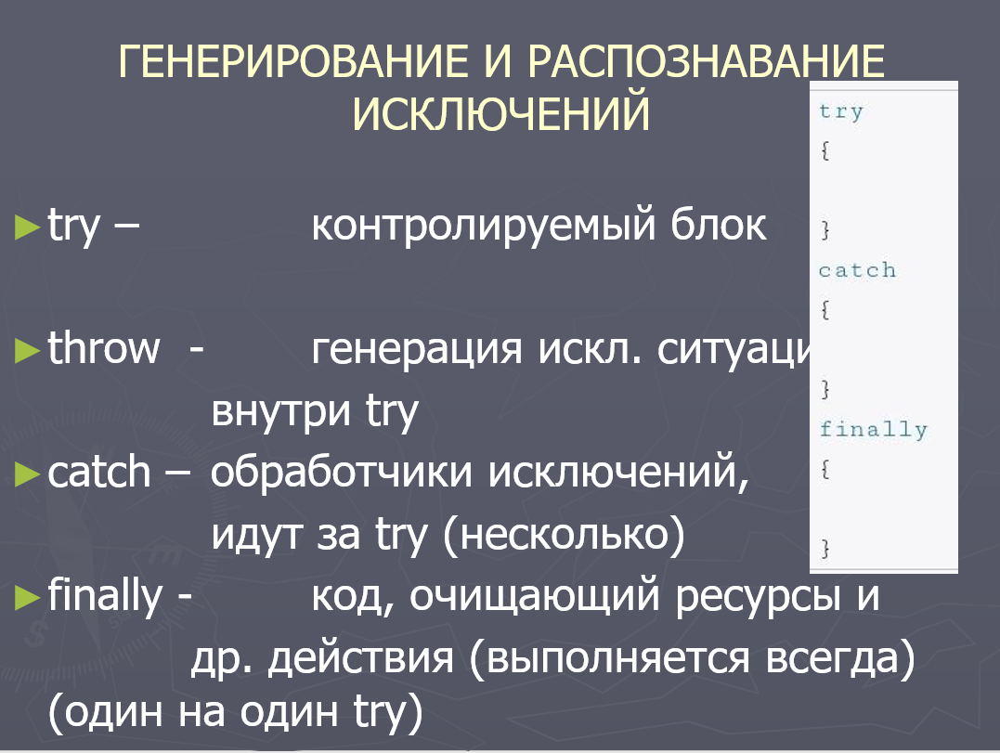 ГЕНЕРИРОВАНИЕ И РАСПОЗНАВАНИЕ
ИСКЛЮЧЕНИЙ
► try – контролируемый блок
► throw - генерация искл. ситуаци
внутри try
► catch – обработчики исключений,
идут за try (несколько)
► finally - код, очищающий ресурсы и
др. действия (выполняется всегда)
(один на один try)
try
{
}
catch
{
}
finally
{
}